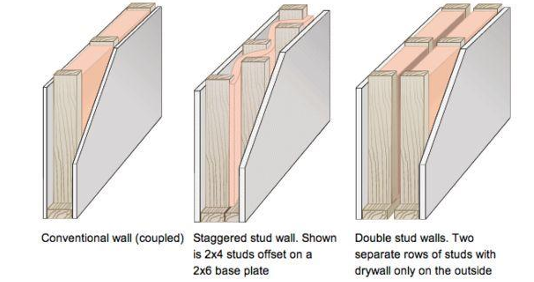 Conventional wall (coupled)
Staggered stud wall. Shown
is 2x4 studs offset on a
2x6 base plate
Double stud walls. Two
separate rows of studs with
drywall only on the outside